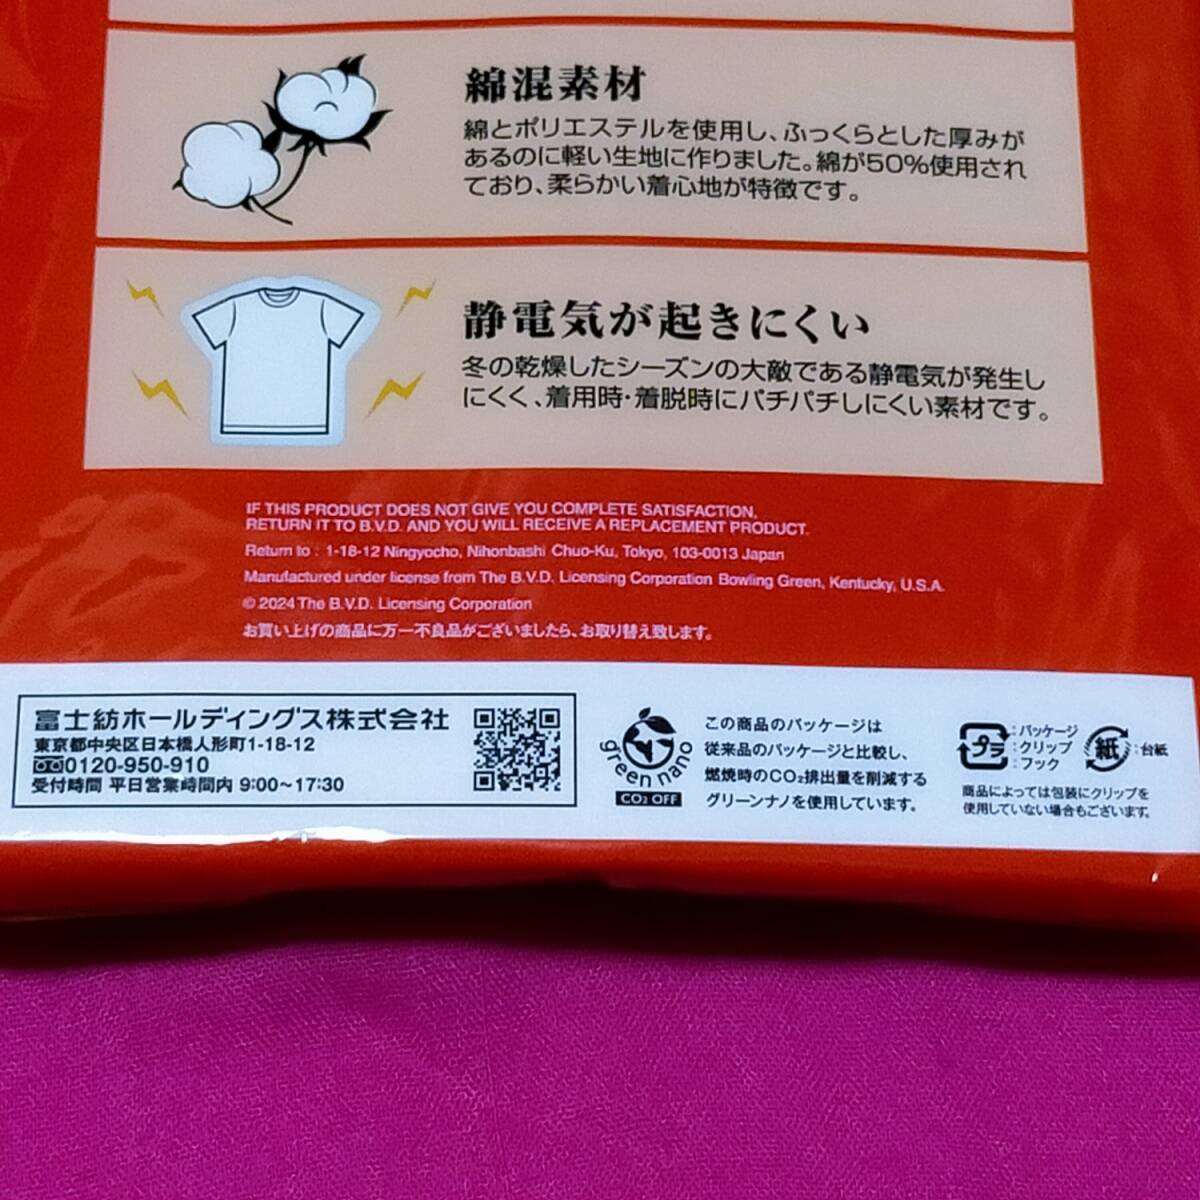 綿混素材
綿とポリエステルを使用し、ふっくらとした厚みが
あるのに軽い生地に作りました。綿が50%使用され
ており、柔らかい着心地が特徴です。
静電気が起きにくい
冬の乾燥したシーズンの大敵である静電気が発生し
にくく、着用時・着脱時にパチパチしにくい素材です。
IF THIS PRODUCT DOES NOT GIVE YOU COMPLETE SATISFACTION,
RETURN IT TO B.V.D. AND YOU WILL RECEIVE A REPLACEMENT PRODUCT.
Return to : 1-18-12 Ningyocho, Nihonbashi Chuo-Ku, Tokyo, 103-0013 Japan
Manufactured under license from The B.V.D. Licensing Corporation Bowling Green, Kentucky, U.S.A.
© 2024 The B.V.D. Licensing Corporation
お買い上げの商品に万一不良品がございましたら、お取り替え致します。
富士紡ホールディングス株式会社
東京都中央区日本橋人形町1-18-12
0120-950-910
受付時間 平日営業時間内 9:00〜17:30
green nano
CO₂ OFF
この商品のパッケージは
従来品のパッケージと比較し、
燃焼時のCO₂排出量を削減する
グリーンナノを使用しています。
プラ
:パッケージ
:クリップ
:フック
紙
:台紙
商品によっては包装にクリップを
使用していない場合もございます。